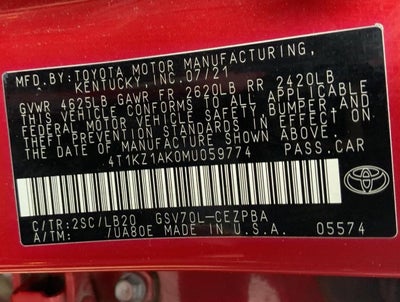 MFD.BY:TOYOTA MOTOR MANUFACTURING,
KENTUCKY,INC.07/21
GVWR 4625LB GAWR FR 2620LB RR 2420LB
THIS VEHICLE CONFORMS TO ALL APPLICABLE
FEDERAL MOTOR VEHICLE SAFETY BUMPER,AND
THEFT PREVENTION STANDARDS IN EFFECT ON
THE DATE OF MANUFACTURE SHOWN ABOVE.
4T1KZ1AK0MU059774 PASS.CAR
C/TR:2SC/LB20 GSV70L-CEZPBA
A/TM: /UA80E MADE IN U.S.A. 05574
TOYOTA